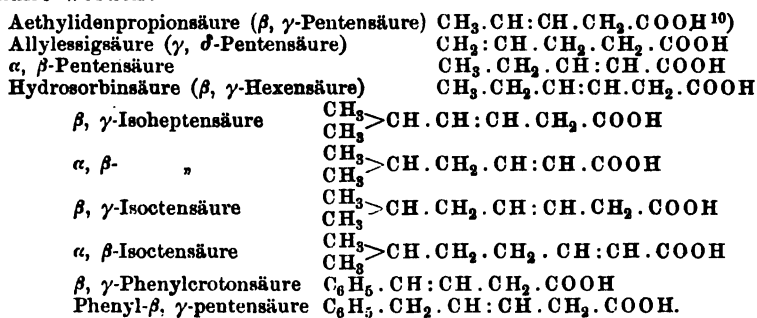 Aethylidenpropionsäure (β, γ-Pentensäure) CH₃.CH:CH.CH₂.COOH¹⁰)
Allylessigsäure (γ, δ-Pentensäure) CH₂:CH.CH₂.CH₂.COOH
α, β-Pentensäure CH₃.CH₂.CH:CH.COOH
Hydrosorbinsäure (β, γ-Hexensäure) CH₃.CH₂.CH:CH.CH₂.COOH
β, γ-Isoheptensäure CH₃ CH₃>CH.CH:CH.CH₂.COOH
α, β- „ CH₃ CH₃>CH.CH₂.CH:CH.COOH
β, γ-Isoctensäure CH₃ CH₃>CH.CH₂.CH:CH.CH₂.COOH
α, β-Isoctensäure CH₃ CH₃>CH.CH₂.CH₂.CH:CH.COOH
β, γ-Phenylcrotonsäure C₆H₅.CH:CH.CH₂.COOH
Phenyl-β, γ-pentensäure C₆H₅.CH₂.CH:CH.CH₂.COOH.